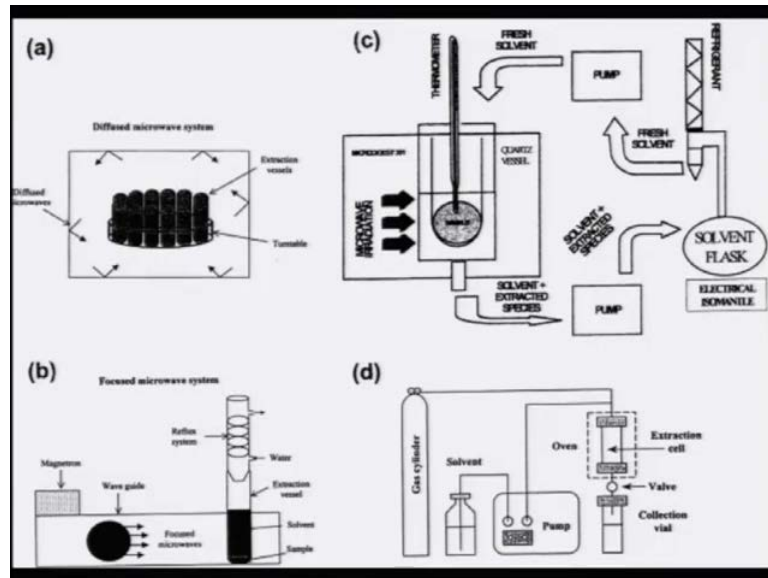 (a)
Diffused microwave system
Extraction
vessels
Diffused
microwaves
Turntable
(b)
Focused microwave system
Reflux
system
Water
Magnetron
Wave guide
Extraction
vessel
Solvent
Focused
microwaves
Sample
(c)
THERMOMETER
FRESH
SOLVENT
PUMP
REFRIGERANT
QUARTZ
VESSEL
MICROWAVE
IRRADIATION
SAMPLE
FRESH
SOLVENT
SOLVENT +
EXTRACTED
SPECIES
SOLVENT +
EXTRACTED
SPECIES
PUMP
SOLVENT
FLASK
ELECTRICAL
ISOMANTLE
(d)
Gas cylinder
Solvent
Pump
Oven
Extraction
cell
Valve
Collection
vial